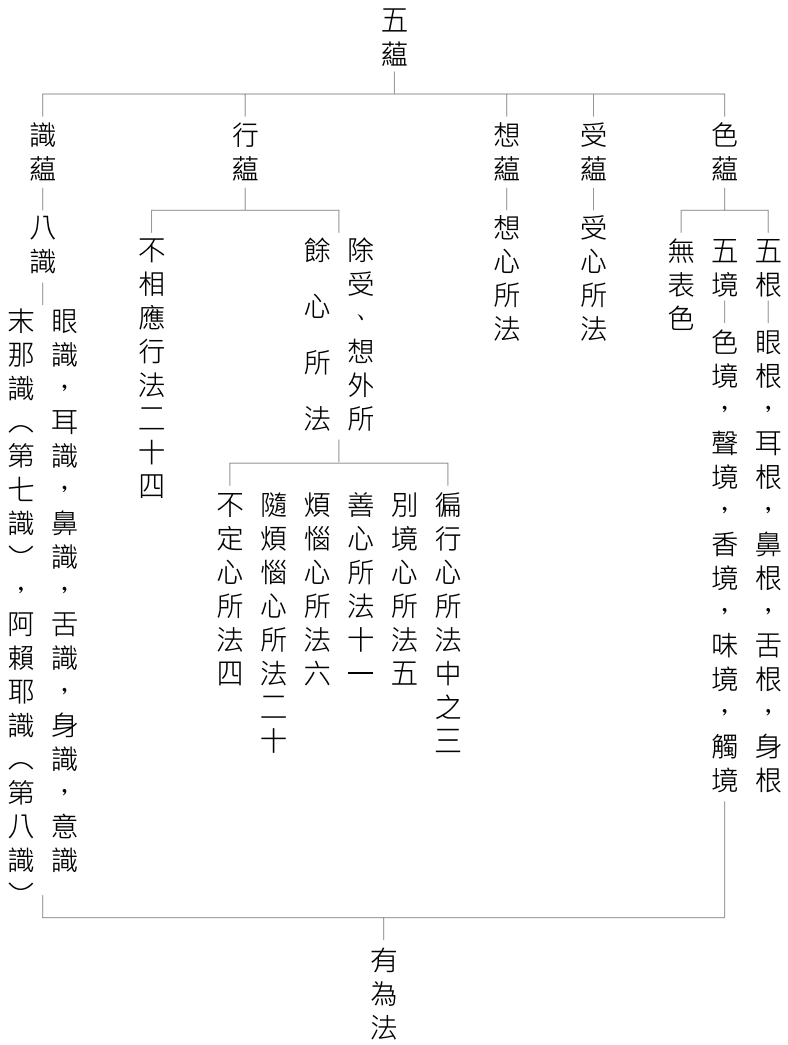 五蘊
色蘊
五根
眼根，耳根，鼻根，舌根，身根
五境
色境，聲境，香境，味境，觸境
無表色
受蘊
受心所法
想蘊
想心所法
行蘊
除受、想外所
餘心所法
徧行心所法中之三
別境心所法五
善心所法十一
煩惱心所法六
隨煩惱心所法二十
不定心所法四
不相應行法二十四
識蘊
八識
眼識，耳識，鼻識，舌識，身識，意識
末那識（第七識），阿賴耶識（第八識）
有為法